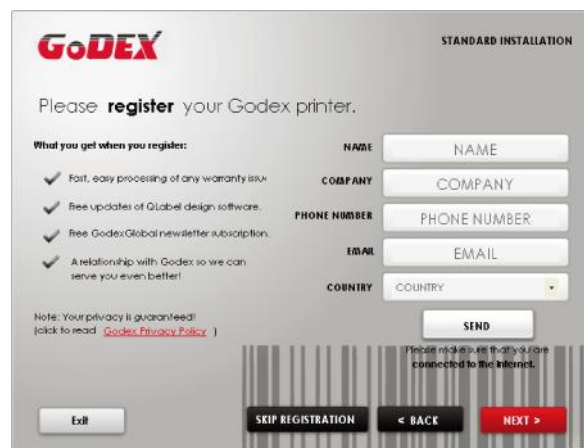 GoDEX
STANDARD INSTALLATION
Please register your Godex printer.
What you get when you register:
Fast, easy processing of any warranty issu
Free updates of QLabel design software.
Free GodexGlobal newsletter subscription.
A relationship with Godex so we can
serve you even better!
Note: Your privacy is guaranteed!
(click to read Godex Privacy Policy )
NAME NAME
COMPANY COMPANY
PHONE NUMBER PHONE NUMBER
EMAIL EMAIL
COUNTRY COUNTRY
SEND
Please make sure that you are
connected to the Internet.
Exit
SKIP REGISTRATION
< BACK
NEXT >